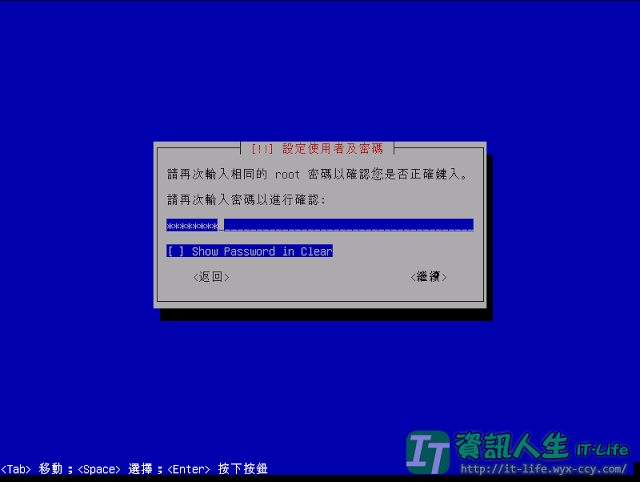 [!!] 設定使用者及密碼
請再次輸入相同的 root 密碼以確認您是否正確鍵入。
請再次輸入密碼以進行確認:
********
[ ] Show Password in Clear
<返回> <繼續>
IT 資訊人生 IT-Life
http://it-life.wyx-ccy.com/
<Tab> 移動；<Space> 選擇；<Enter> 按下按鈕